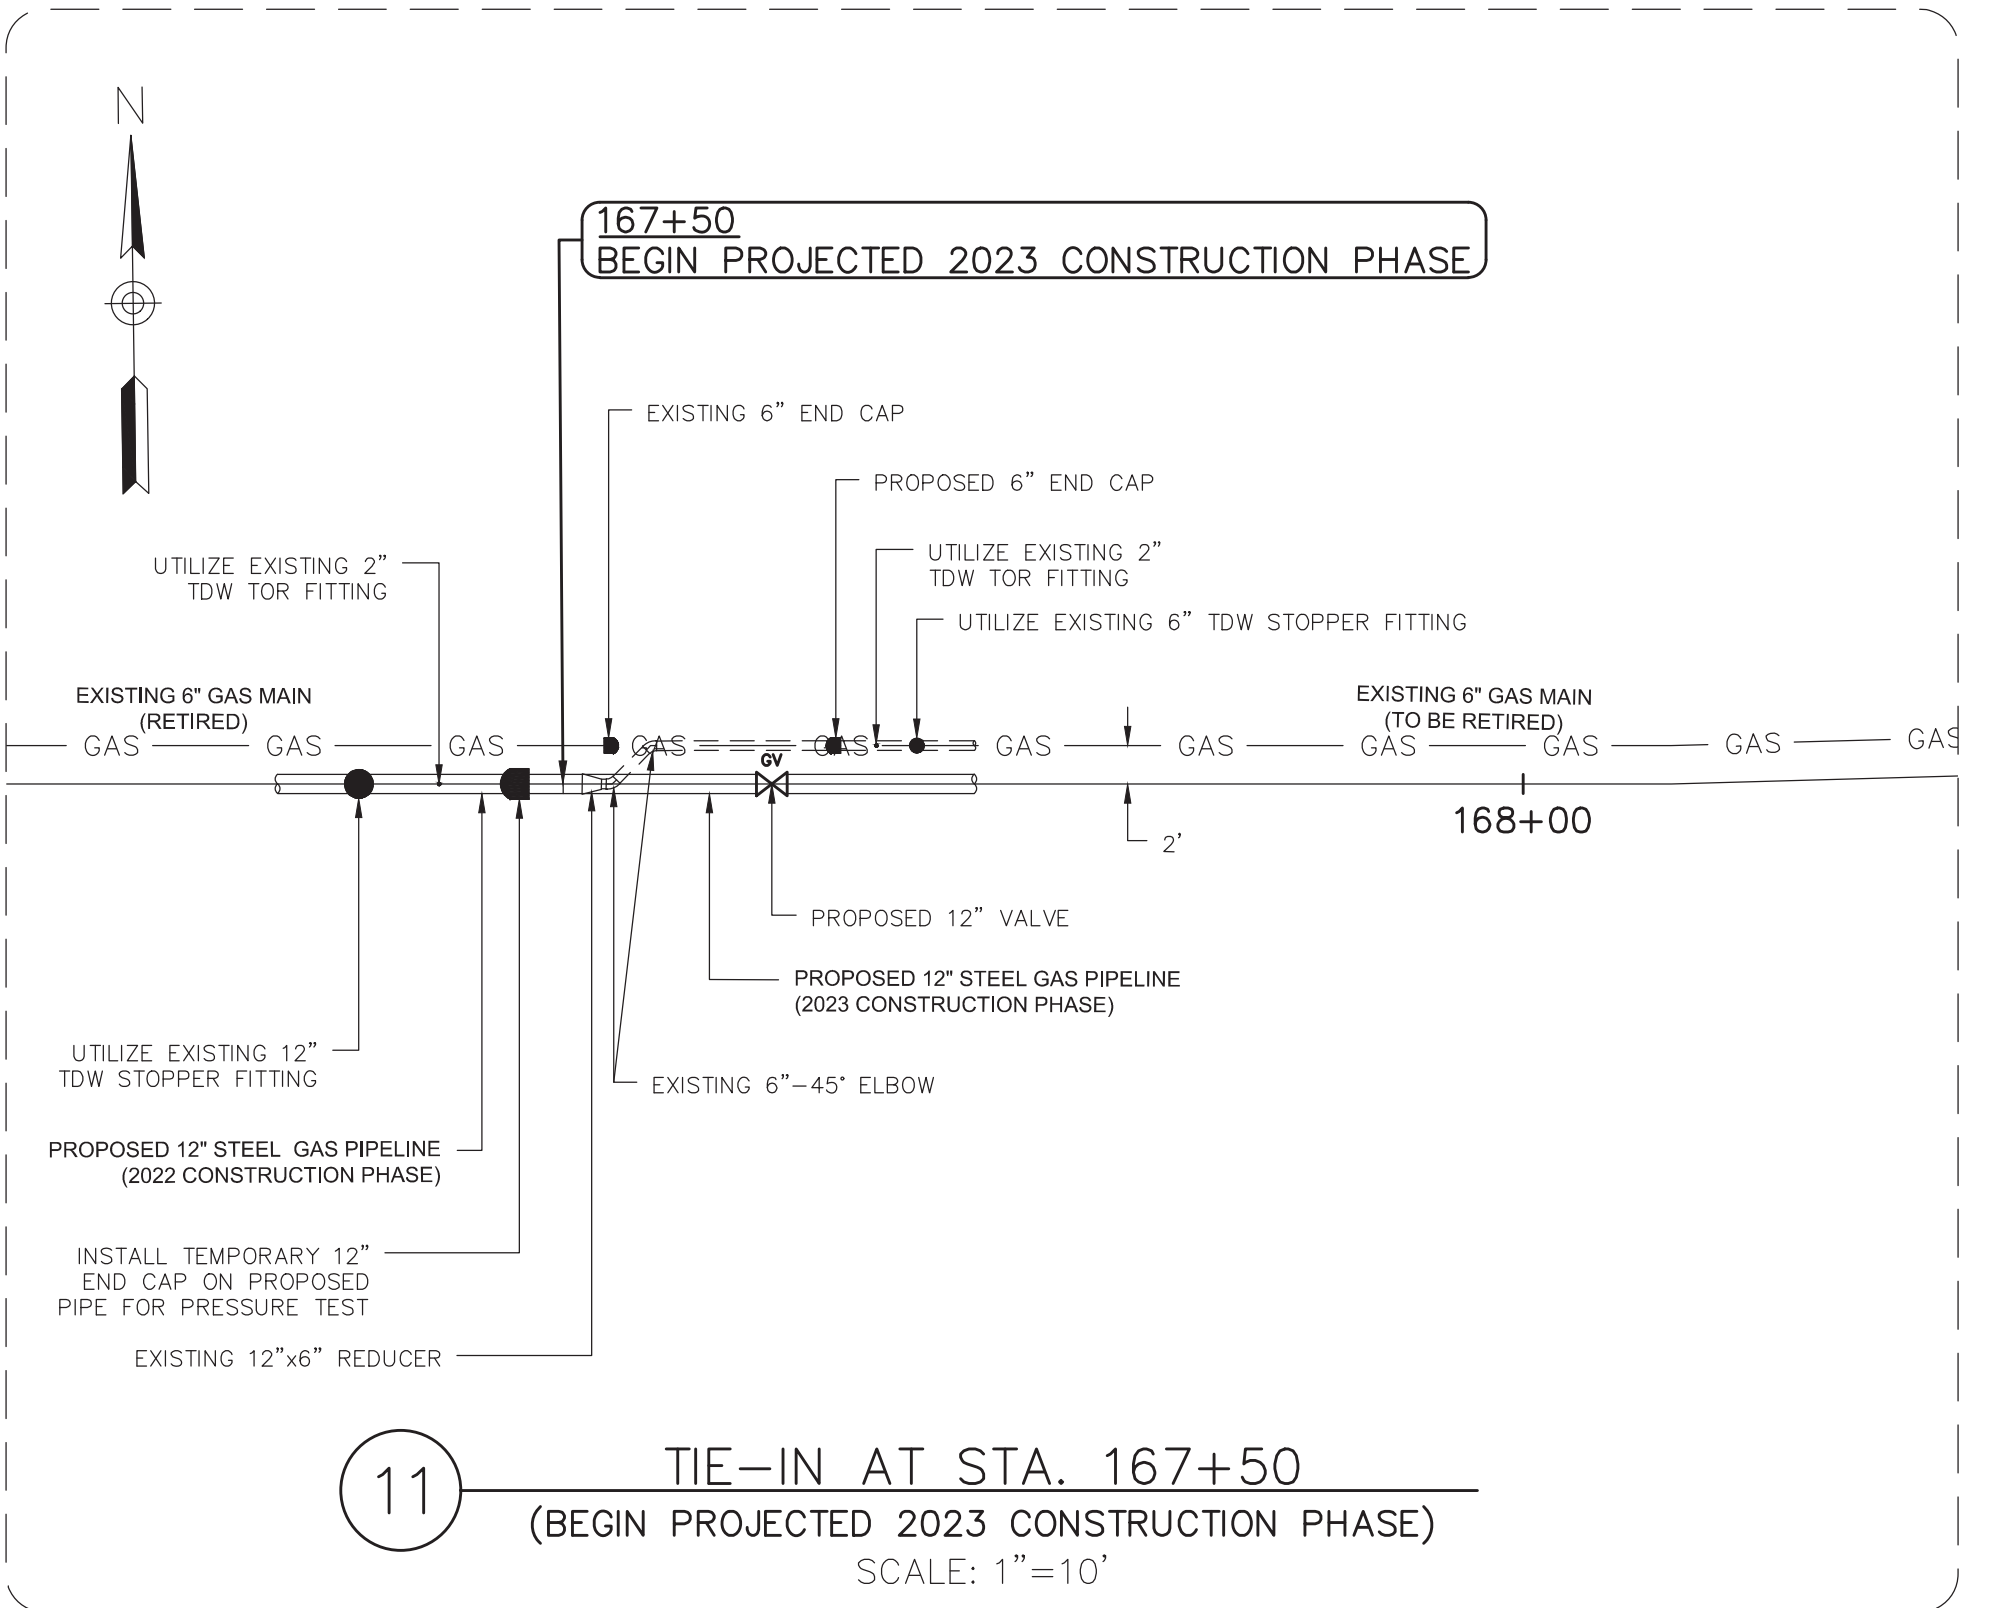 N
167+50
BEGIN PROJECTED 2023 CONSTRUCTION PHASE
EXISTING 6" END CAP
PROPOSED 6" END CAP
UTILIZE EXISTING 2"
TDW TOR FITTING
UTILIZE EXISTING 2"
TDW TOR FITTING
UTILIZE EXISTING 6" TDW STOPPER FITTING
EXISTING 6" GAS MAIN
(RETIRED)
EXISTING 6" GAS MAIN
(TO BE RETIRED)
GAS GAS GAS GAS GAS GAS GAS GAS GAS GAS GAS
GV
168+00
2'
PROPOSED 12" VALVE
PROPOSED 12" STEEL GAS PIPELINE
(2023 CONSTRUCTION PHASE)
UTILIZE EXISTING 12"
TDW STOPPER FITTING
EXISTING 6"-45° ELBOW
PROPOSED 12" STEEL GAS PIPELINE
(2022 CONSTRUCTION PHASE)
INSTALL TEMPORARY 12"
END CAP ON PROPOSED
PIPE FOR PRESSURE TEST
EXISTING 12"x6" REDUCER
11
TIE-IN AT STA. 167+50
(BEGIN PROJECTED 2023 CONSTRUCTION PHASE)
SCALE: 1"=10'